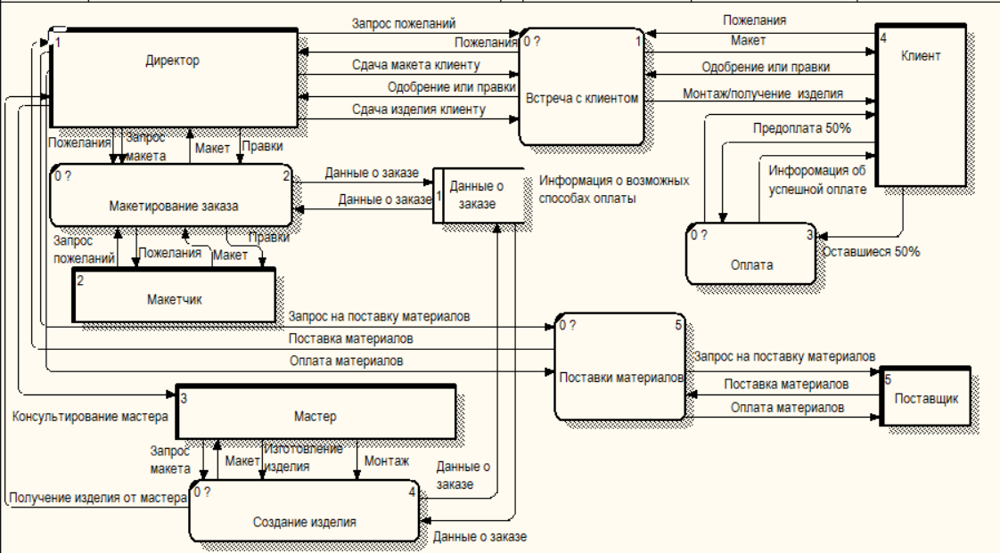 Запрос пожеланий
Пожелания
1
Директор
0 ?
1
Пожелания
Макет
4
Клиент
Сдача макета клиенту
Одобрение или правки
Одобрение или правки
Встреча с клиентом
Монтаж/получение изделия
Сдача изделия клиенту
Предоплата 50%
Пожелания
Запрос
макета
Макет
Правки
0 ?
2
Макетирование заказа
Данные о заказе
Данные о заказе
1
Данные о
заказе
Информация о возможных
способах оплаты
Инфоромация об
успешной оплате
0 ?
3
Оплата
Оставшиеся 50%
Запрос
пожеланий
Пожелания
Макет
Правки
2
Макетчик
Запрос на поставку материалов
Поставка материалов
Оплата материалов
0 ?
5
Поставки материалов
Запрос на поставку материалов
Поставка материалов
Оплата материалов
5
Поставщик
Консультирование мастера
3
Мастер
Запрос
макета
Макет
Изготовление
изделия
Монтаж
Данные о
заказе
Получение изделия от мастера
0 ?
4
Создание изделия
Данные о заказе